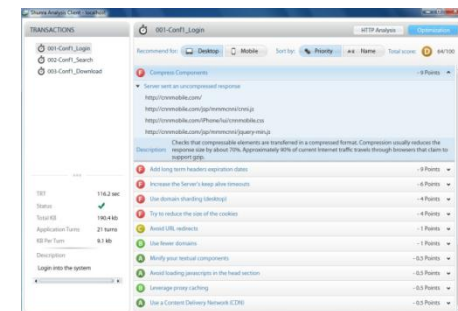 Shunra Analysis Client - localhost
TRANSACTIONS
001-Conf1_Login
002-Conf1_Search
003-Conf1_Download
TRT 116.2 sec
Status
Total KB 190.4 kb
Application Turns 21 turns
KB Per Turn 9.1 kb
Description
Login into the system
001-Conf1_Login
HTTP Analysis
Optimization
Recommend for: Desktop Mobile Sort by: Priority Name Total score: D 64/100
F Compress Components - 8 Points
Server sent an uncompressed response
http://cnnmobile.com/
http://cnnmobile.com/jsp/mmmcnni/cnn.js
http://cnnmobile.com/iPhone/lui/cnnmobile.css
http://cnnmobile.com/jsp/mmmcnni/jquery-min.js
Description: Checks that compressable elements are transferred in a compressed format. Compression usually reduces the
response size by about 70%. Approximately 90% of current Internet traffic travels through browsers that claim to
support gzip.
F Add long term headers expiration dates - 9 Points
F Increase the Server's keep alive timeouts - 6 Points
F Use domain sharding (desktop) - 4 Points
F Try to reduce the size of the cookies - 4 Points
C Avoid URL redirects - 1 Points
B Use fewer domains - 1 Points
A Minify your textual components - 0.5 Points
A Avoid loading javascripts in the head section - 0.5 Points
B Leverage proxy caching - 0.5 Points
A Use a Content Delivery Network (CDN) - 0.5 Points